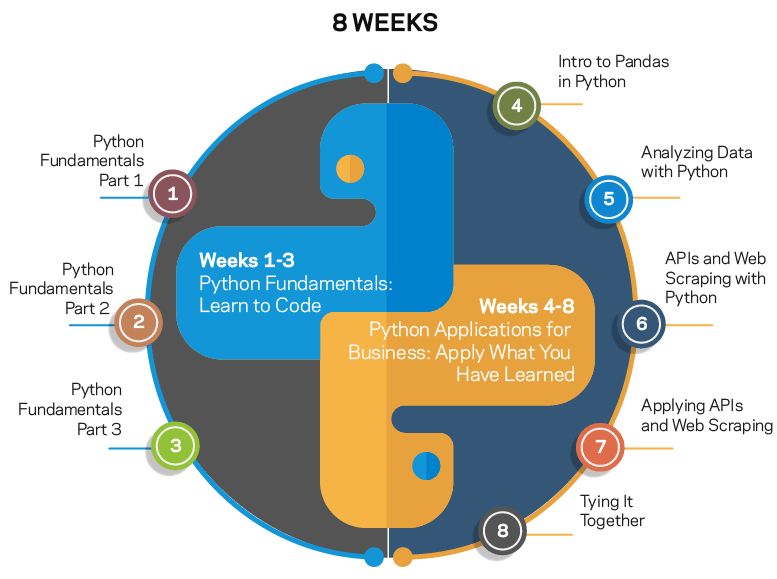 8 WEEKS
Python
Fundamentals
Part 1
1
Python
Fundamentals
Part 2
2
Python
Fundamentals
Part 3
3
Weeks 1-3
Python Fundamentals:
Learn to Code
Weeks 4-8
Python Applications for
Business: Apply What You
Have Learned
Intro to Pandas
in Python
4
Analyzing Data
with Python
5
APIs and Web
Scraping with
Python
6
Applying APIs
and Web Scraping
7
Tying It
Together
8